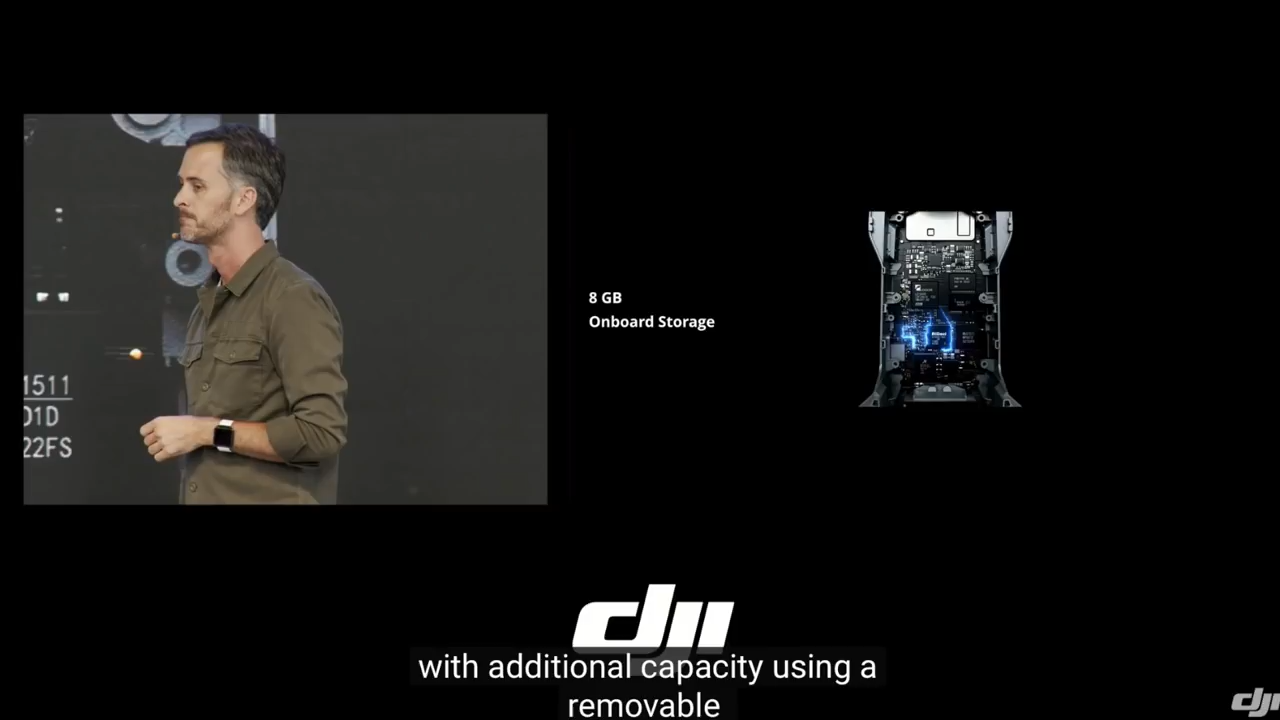 1511
01D
22FS
8 GB
Onboard Storage
dji
with additional capacity using a
removable
dji